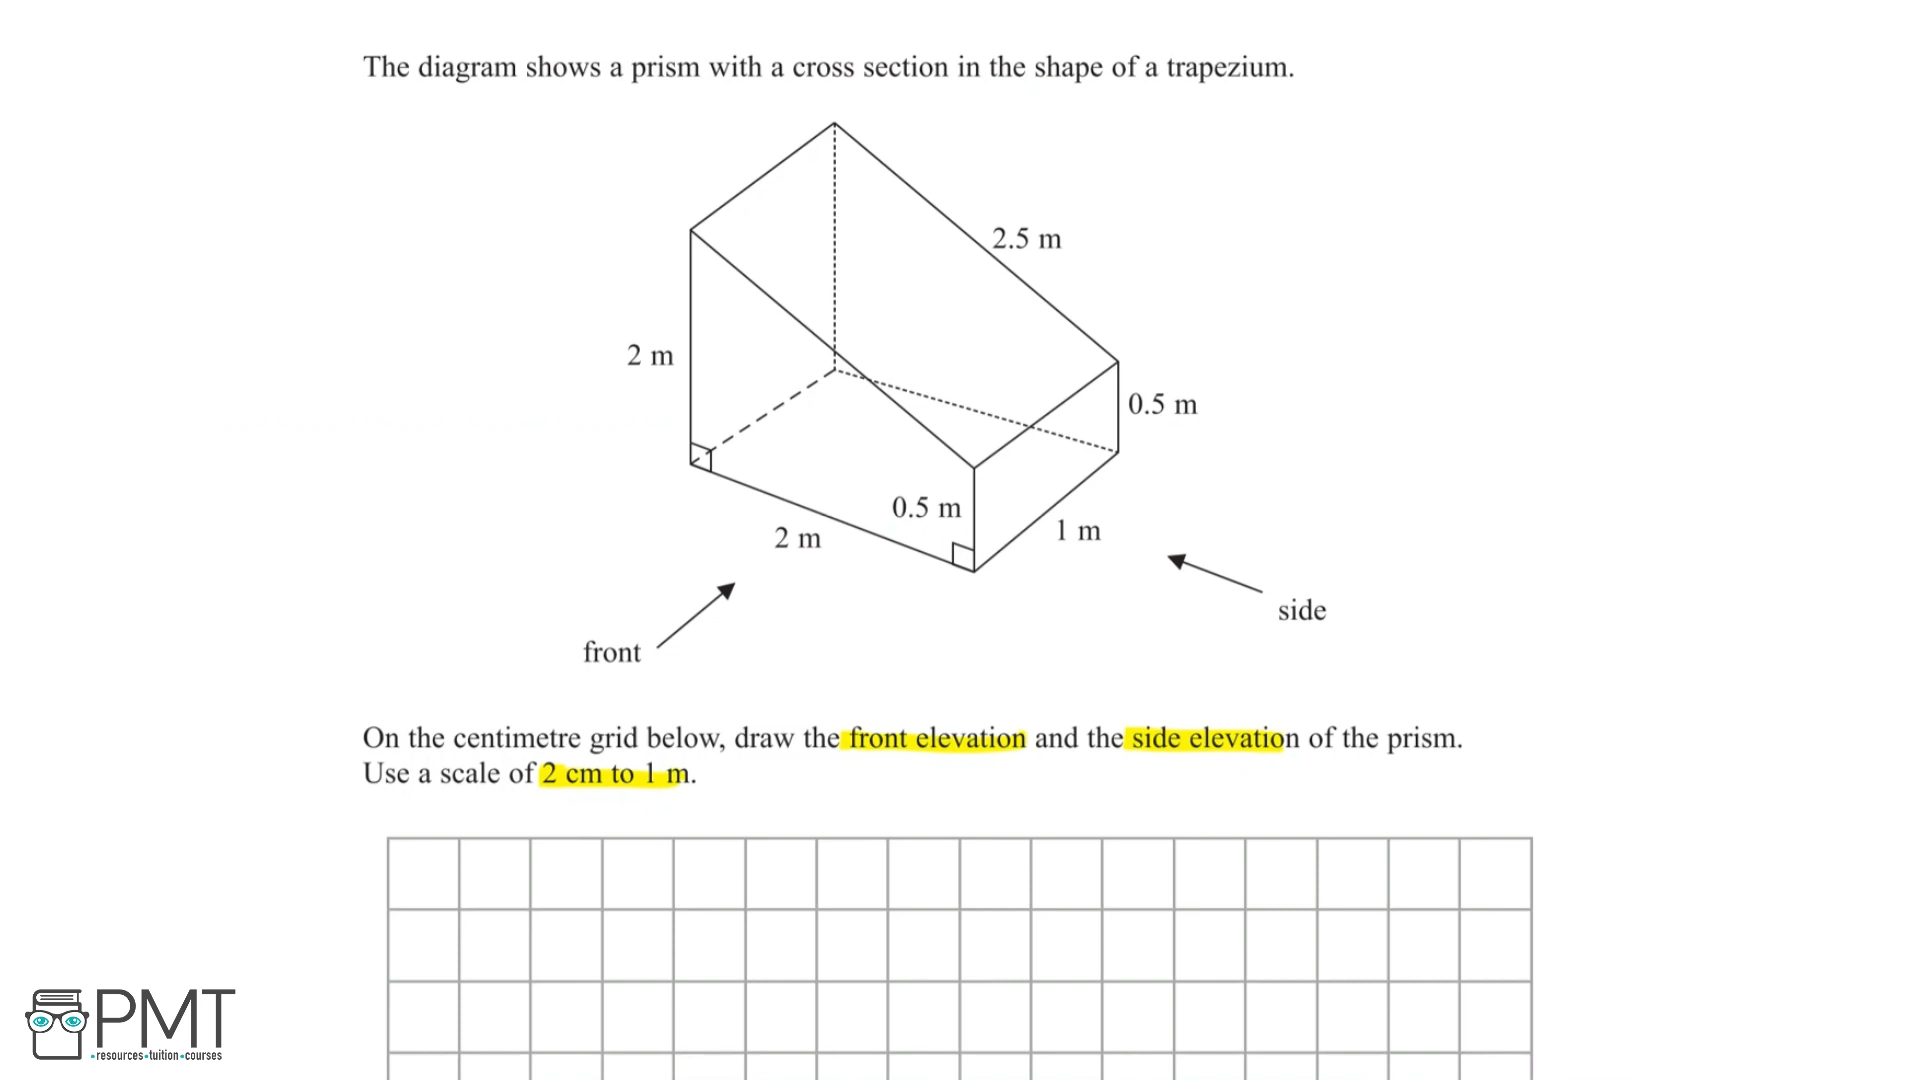 The diagram shows a prism with a cross section in the shape of a trapezium.
2.5 m
2 m
0.5 m
0.5 m
2 m
1 m
side
front
On the centimetre grid below, draw the front elevation and the side elevation of the prism.
Use a scale of 2 cm to 1 m.
PMT
•resources•tuition•courses